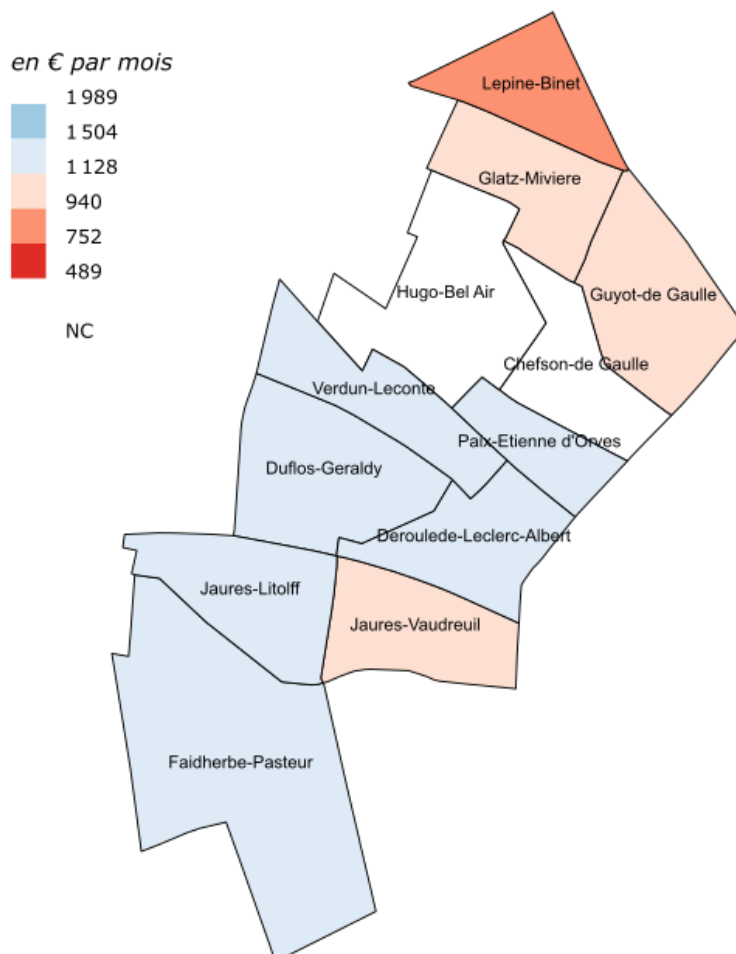 en € par mois
1 989
1 504
1 128
940
752
489
NC
Lepine-Binet
Glatz-Miviere
Hugo-Bel Air
Guyot-de Gaulle
Chefson-de Gaulle
Verdun-Leconte
Paix-Etienne d'Orves
Duflos-Geraldy
Deroulede-Leclerc-Albert
Jaures-Litolff
Jaures-Vaudreuil
Faidherbe-Pasteur